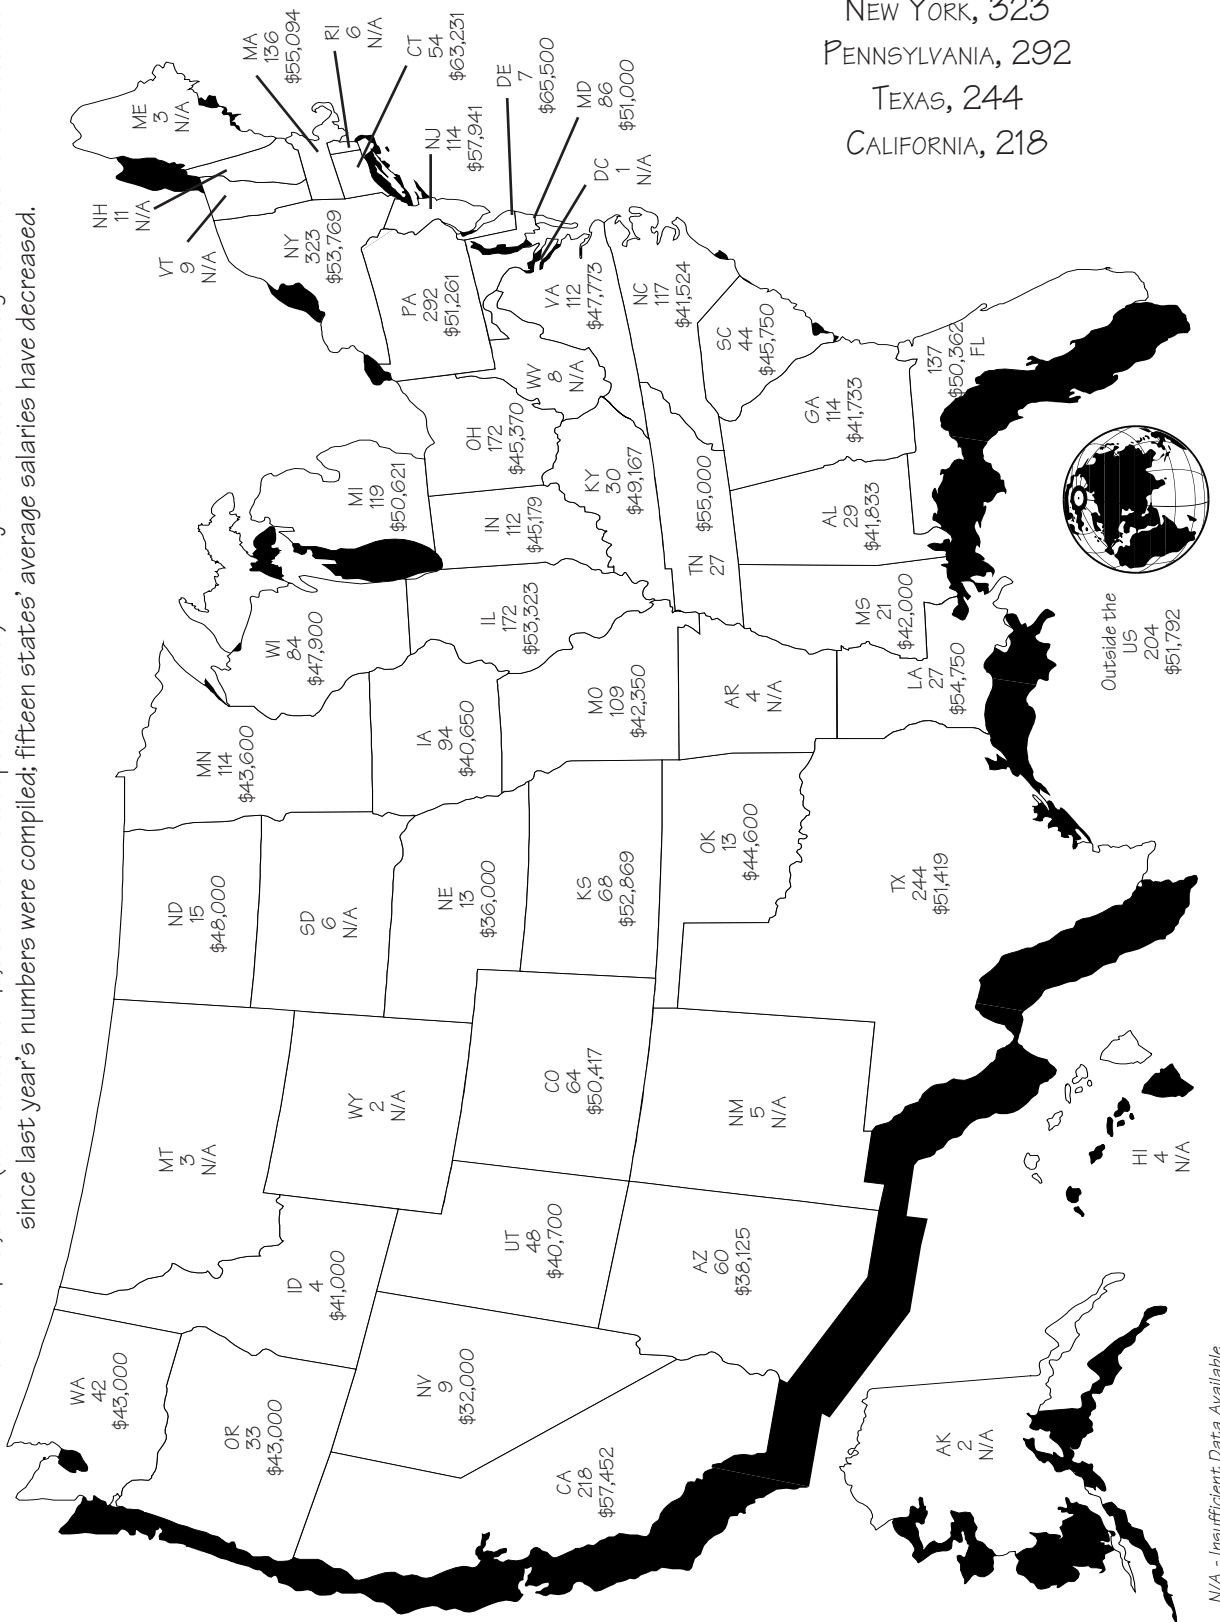 since last year's numbers were compiled; fifteen states' average salaries have decreased.
WA
42
$43,000
OR
33
$43,000
CA
218
$57,452
NV
9
$32,000
ID
4
$41,000
MT
3
N/A
WY
2
N/A
UT
48
$40,700
AZ
60
$38,125
CO
64
$50,417
NM
5
N/A
ND
15
$48,000
SD
6
N/A
NE
13
$36,000
KS
68
$52,869
OK
13
$44,600
TX
244
$51,419
MN
114
$43,600
IA
94
$40,650
MO
109
$42,350
AR
4
N/A
LA
27
$54,750
WI
84
$47,900
IL
172
$53,323
MI
119
$50,621
IN
112
$45,179
OH
172
$45,370
KY
30
$49,167
TN
27
$55,000
MS
21
$42,000
AL
29
$41,833
GA
114
$41,733
137
$50,362
FL
SC
44
$45,750
NC
117
$41,524
VA
112
$47,773
WV
8
N/A
PA
292
$51,261
NY
323
$53,769
VT
9
N/A
NH
11
N/A
ME
3
N/A
MA
136
$55,094
RI
6
N/A
CT
54
$63,231
NJ
114
$57,941
DE
7
$65,500
MD
86
$51,000
DC
1
N/A
AK
2
N/A
HI
4
N/A
Outside the
US
204
$51,792
N/A - Insufficient Data Available
New York, 323
Pennsylvania, 292
Texas, 244
California, 218